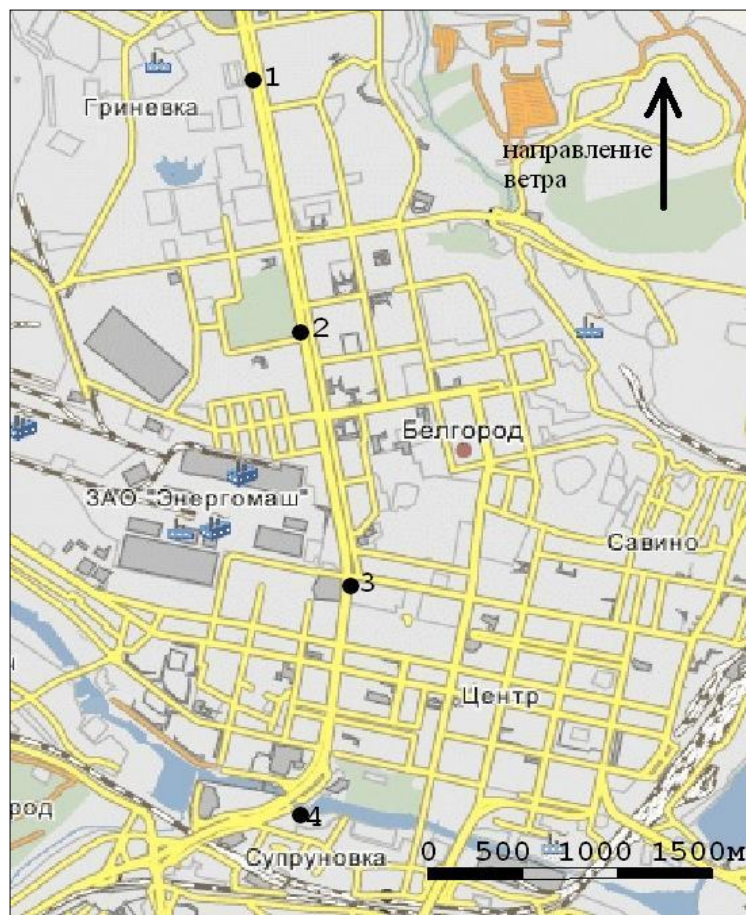 1
Гриневка
направление
ветра
2
Белгород
ЗАО "Энергомаш"
Савино
3
Центр
род
4
0 500 1000 1500м
Супруновка